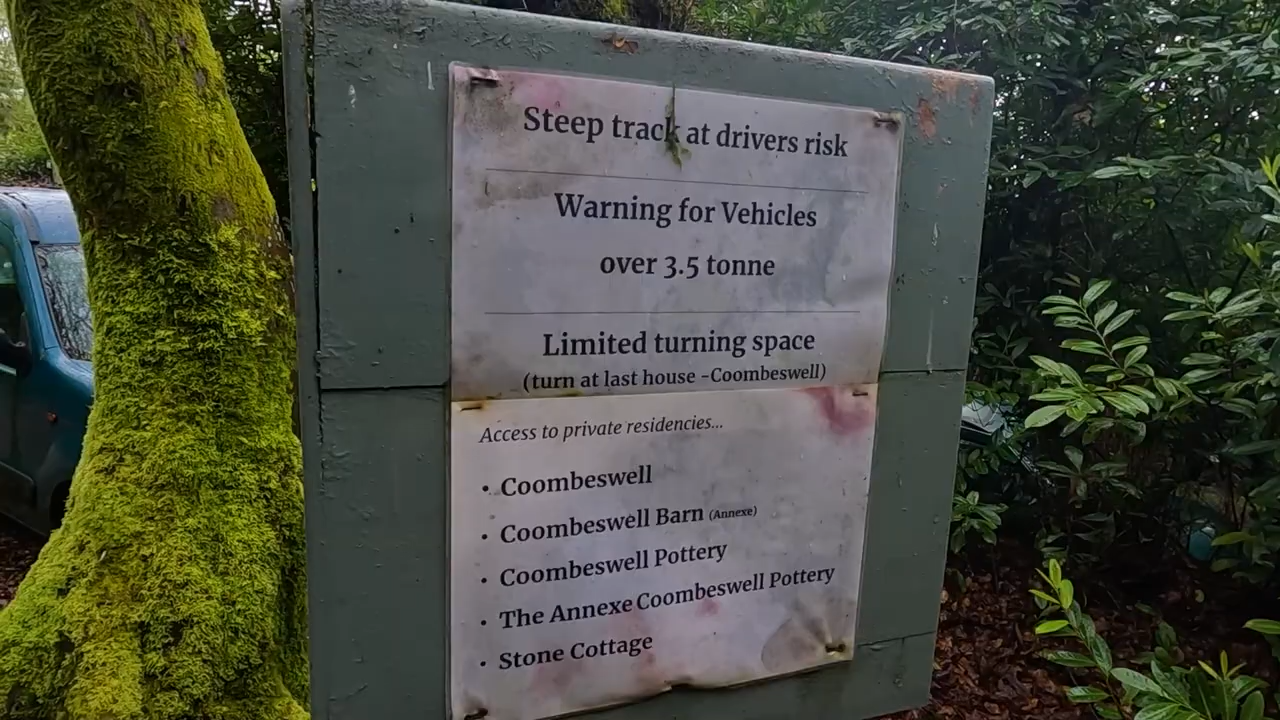 Steep track at drivers risk
Warning for Vehicles
over 3.5 tonne
Limited turning space
(turn at last house -Coombeswell)
Access to private residencies...
• Coombeswell
• Coombeswell Barn (Annexe)
• Coombeswell Pottery
• The Annexe Coombeswell Pottery
• Stone Cottage